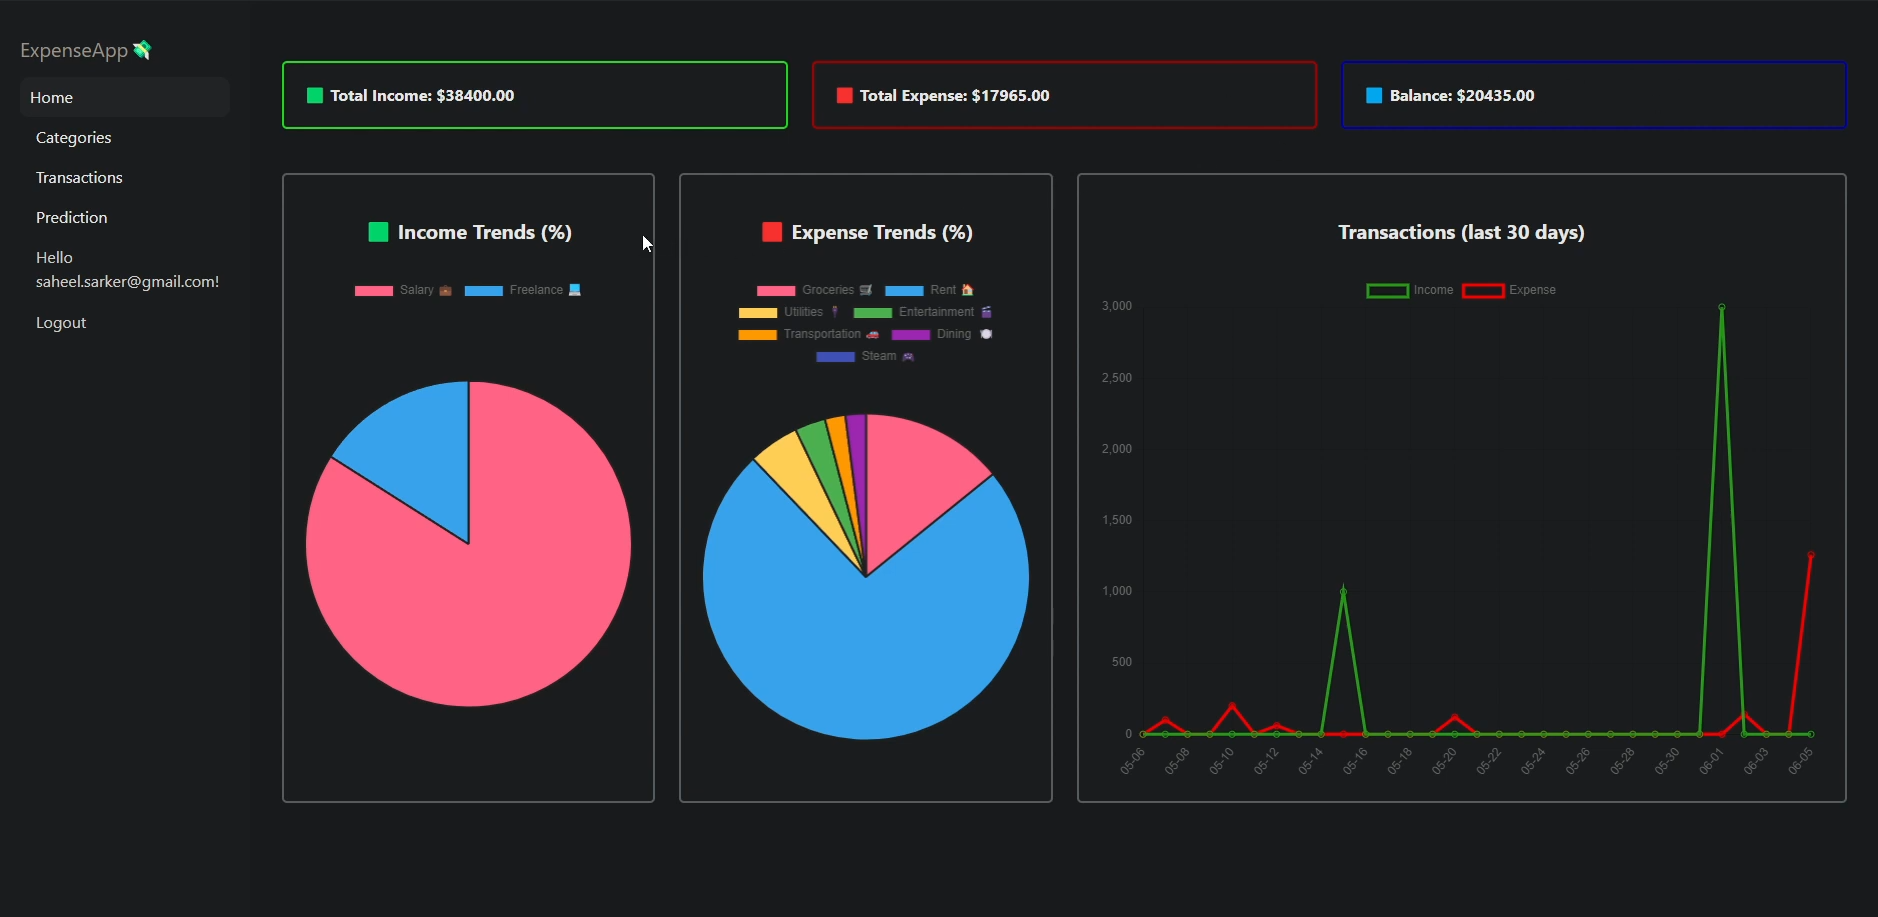 ExpenseApp
Home
Categories
Transactions
Prediction
Hello
saheel.sarker@gmail.com!
Logout
Total Income: $38400.00
Total Expense: $17965.00
Balance: $20435.00
Income Trends (%)
Salary Freelance
Expense Trends (%)
Groceries Rent
Utilities Entertainment
Transportation Dining
Steam
Transactions (last 30 days)
Income Expense
3,000
2,500
2,000
1,500
1,000
500
0
05-06 05-08 05-10 05-12 05-14 05-16 05-18 05-20 05-22 05-24 05-26 05-28 05-30 06-01 06-03 06-05